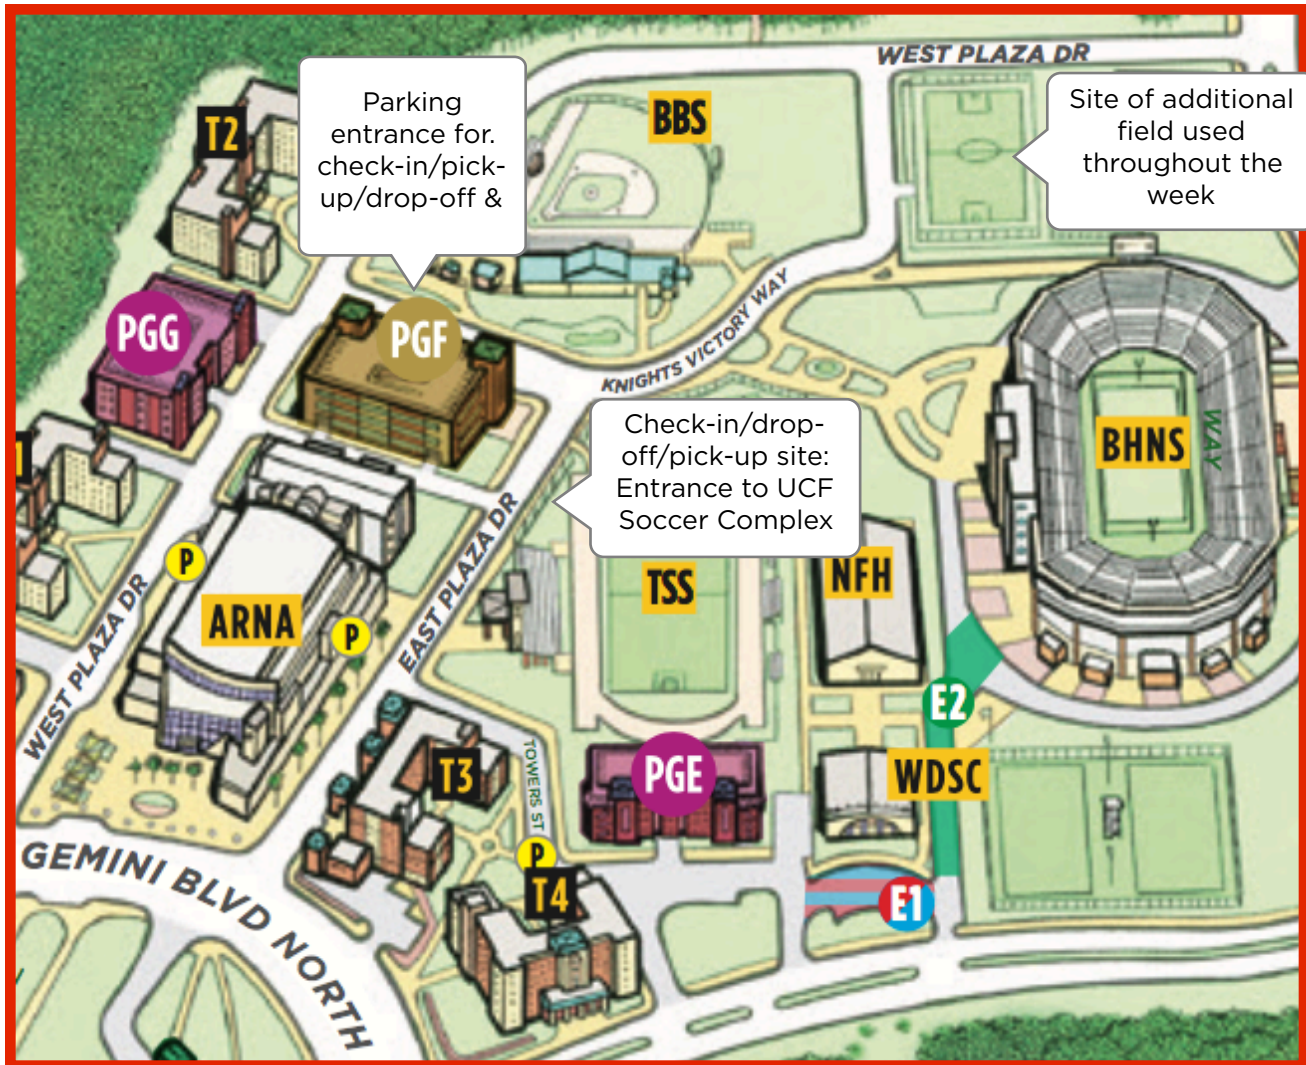 WEST PLAZA DR
Parking
entrance for.
check-in/pick-
up/drop-off &
Site of additional
field used
throughout the
week
BBS
T2
PGG
PGF
KNIGHTS VICTORY WAY
Check-in/drop-
off/pick-up site:
Entrance to UCF
Soccer Complex
BHNS
WAY
P
ARNA
P
EAST PLAZA DR
WEST PLAZA DR
TSS
NFH
E2
T3
TOWERS ST
PGE
WDSC
P
T4
E1
GEMINI BLVD NORTH